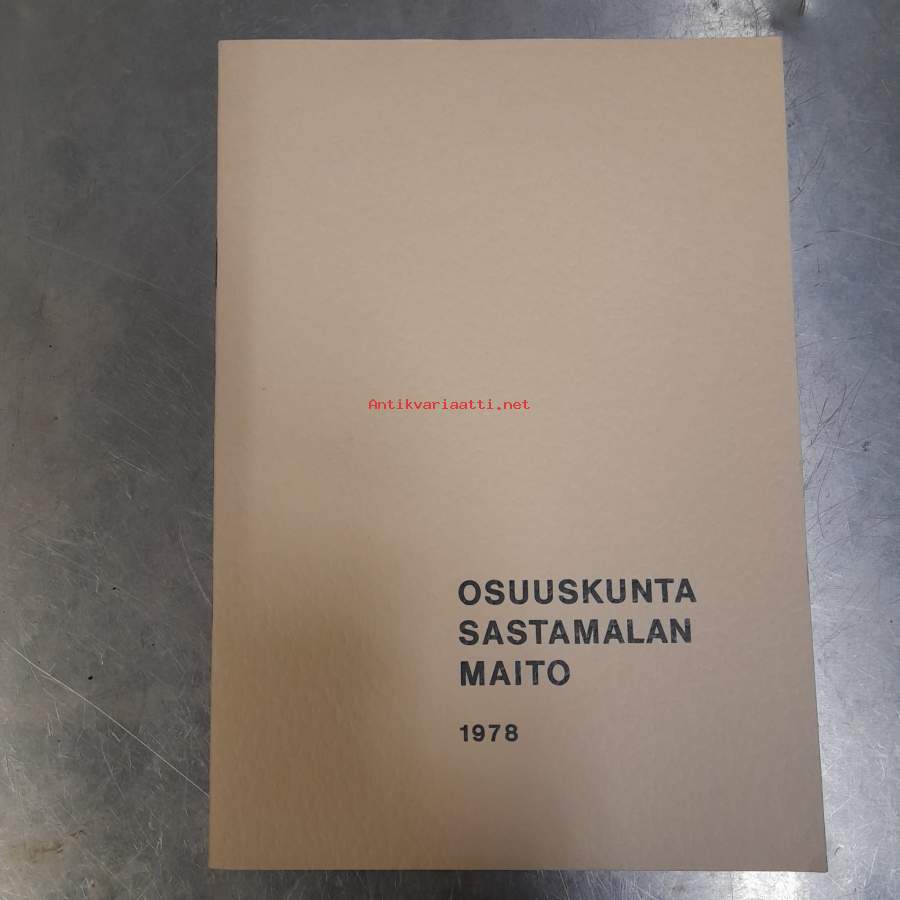 Antikvariaatti.net
OSUUSKUNTA
SASTAMALAN
MAITO
1978